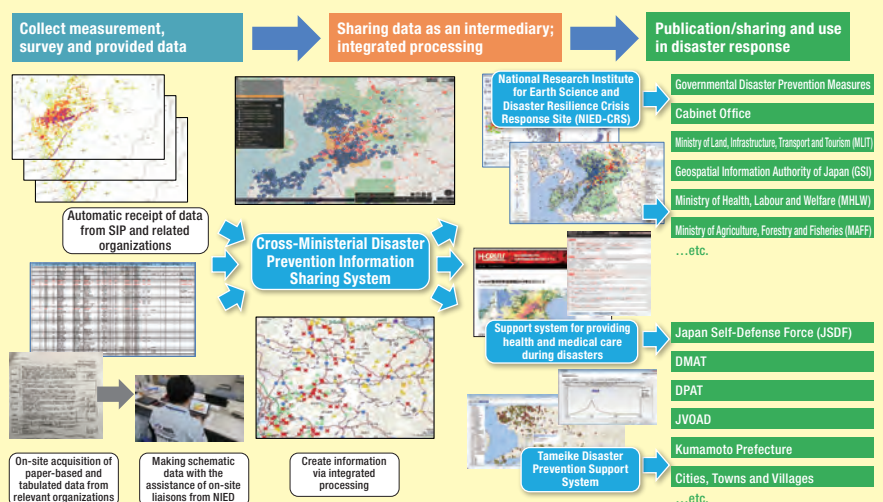 Collect measurement,
survey and provided data
Sharing data as an intermediary;
integrated processing
Publication/sharing and use
in disaster response
Automatic receipt of data
from SIP and related
organizations
On-site acquisition of
paper-based and
tabulated data from
relevant organizations
Making schematic
data with the
assistance of on-site
liaisons from NIED
Cross-Ministerial Disaster
Prevention Information
Sharing System
Create information
via integrated
processing
National Research Institute
for Earth Science and
Disaster Resilience Crisis
Response Site (NIED-CRS)
H-CRISIS
Support system for providing
health and medical care
during disasters
Tameike Disaster
Prevention Support
System
Governmental Disaster Prevention Measures
Cabinet Office
Ministry of Land, Infrastructure, Transport and Tourism (MLIT)
Geospatial Information Authority of Japan (GSI)
Ministry of Health, Labour and Welfare (MHLW)
Ministry of Agriculture, Forestry and Fisheries (MAFF)
…etc.
Japan Self-Defense Force (JSDF)
DMAT
DPAT
JVOAD
Kumamoto Prefecture
Cities, Towns and Villages
…etc.